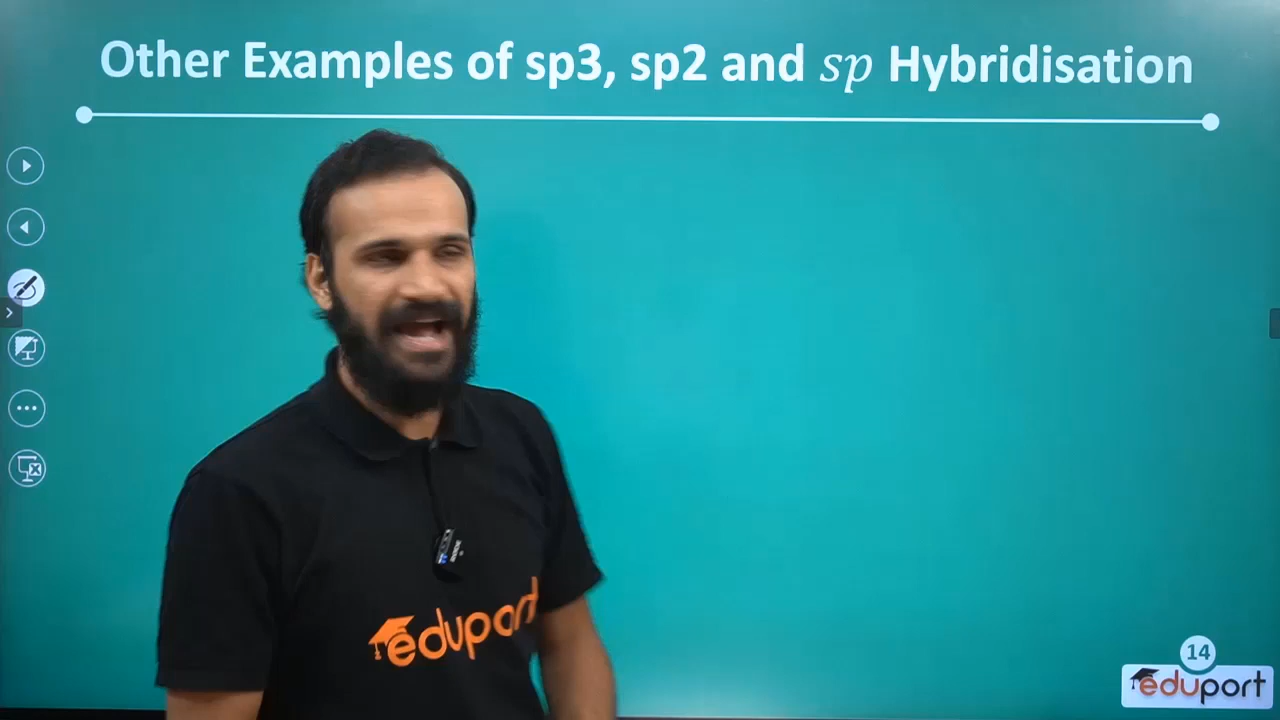 Other Examples of sp3, sp2 and sp Hybridisation
eduport
14
eduport